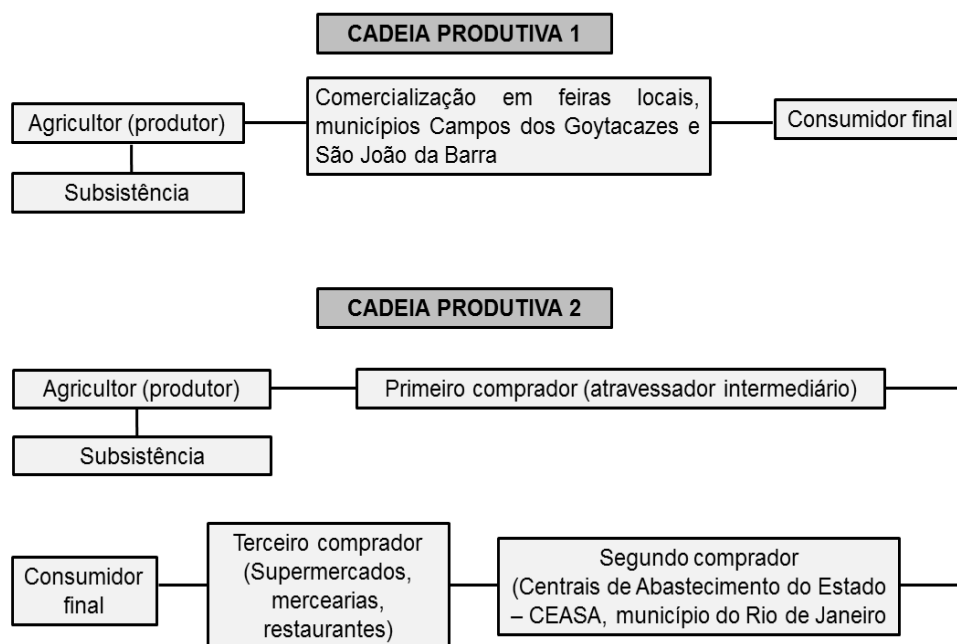 CADEIA PRODUTIVA 1
Agricultor (produtor)
Subsistência
Comercialização em feiras locais,
municípios Campos dos Goytacazes e
São João da Barra
Consumidor final
CADEIA PRODUTIVA 2
Agricultor (produtor)
Subsistência
Primeiro comprador (atravessador intermediário)
Segundo comprador
(Centrais de Abastecimento do Estado
– CEASA, município do Rio de Janeiro
Terceiro comprador
(Supermercados,
mercearias,
restaurantes)
Consumidor
final